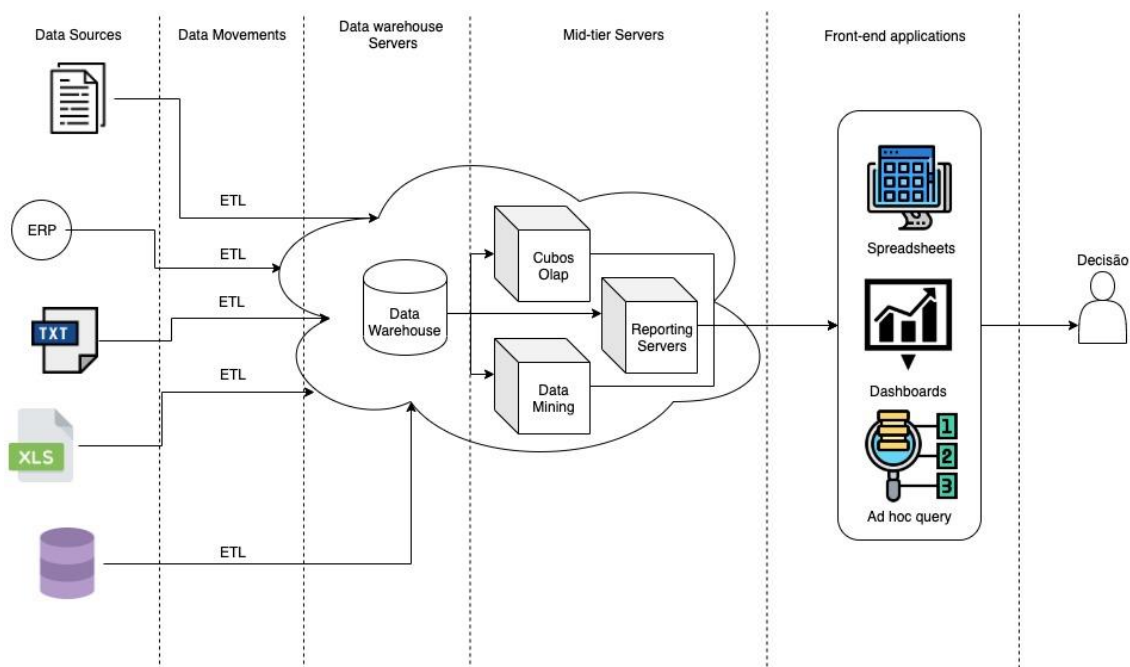 Data Sources
Data Movements
Data warehouse
Servers
Mid-tier Servers
Front-end applications
ETL
ERP
ETL
ETL
TXT
ETL
XLS
ETL
Data
Warehouse
Cubos
Olap
Reporting
Servers
Data
Mining
Spreadsheets
Dashboards
1
2
3
Ad hoc query
Decisão